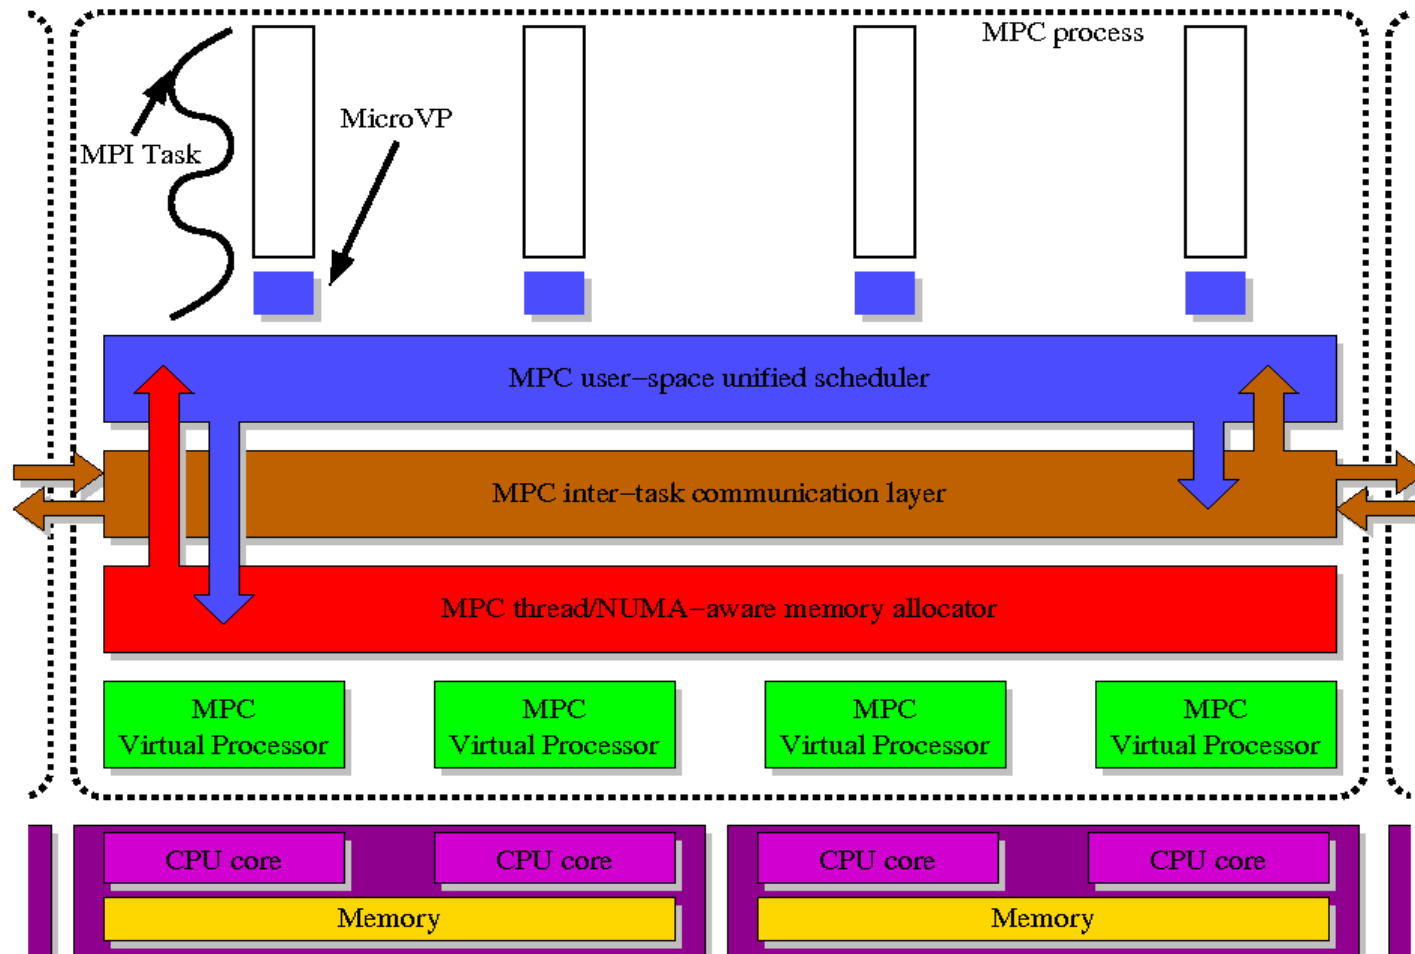 MPC process
MicroVP
MPI Task
MPC user−space unified scheduler
MPC inter−task communication layer
MPC thread/NUMA−aware memory allocator
MPC
Virtual Processor
MPC
Virtual Processor
MPC
Virtual Processor
MPC
Virtual Processor
CPU core
CPU core
CPU core
CPU core
Memory
Memory